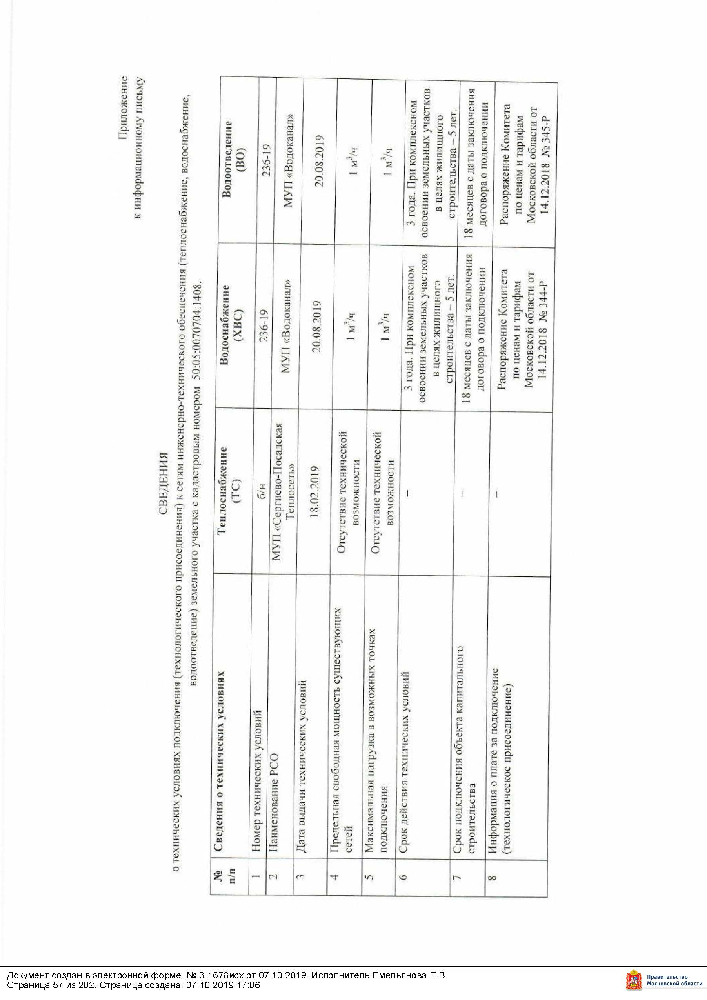 Приложение
к информационному письму
СВЕДЕНИЯ
о технических условиях подключения (технологического присоединения) к сетям инженерно-технического обеспечения (теплоснабжение, водоснабжение,
водоотведение) земельного участка с кадастровым номером 50:05:0070704:1408.
№
п/п
Сведения о технических условиях
Теплоснабжение
(ТС)
Водоснабжение
(ХВС)
Водоотведение
(ВО)
1
Номер технических условий
б/н
236-19
236-19
2
Наименование РСО
МУП «Сергиево-Посадская
Теплосеть»
МУП «Водоканал»
МУП «Водоканал»
3
Дата выдачи технических условий
18.02.2019
20.08.2019
20.08.2019
4
Предельная свободная мощность существующих
сетей
Отсутствие технической
возможности
1 м³/ч
1 м³/ч
5
Максимальная нагрузка в возможных точках
подключения
Отсутствие технической
возможности
1 м³/ч
1 м³/ч
6
Срок действия технических условий
–
3 года. При комплексном
освоении земельных участков
в целях жилищного
строительства – 5 лет.
3 года. При комплексном
освоении земельных участков
в целях жилищного
строительства – 5 лет.
7
Срок подключения объекта капитального
строительства
–
18 месяцев с даты заключения
договора о подключении
18 месяцев с даты заключения
договора о подключении
8
Информация о плате за подключение
(технологическое присоединение)
–
Распоряжение Комитета
по ценам и тарифам
Московской области от
14.12.2018 № 344-Р
Распоряжение Комитета
по ценам и тарифам
Московской области от
14.12.2018 № 345-Р
Документ создан в электронной форме. № 3-1678исх от 07.10.2019. Исполнитель:Емельянова Е.В.
Страница 57 из 202. Страница создана: 07.10.2019 17:06
Правительство
Московской области